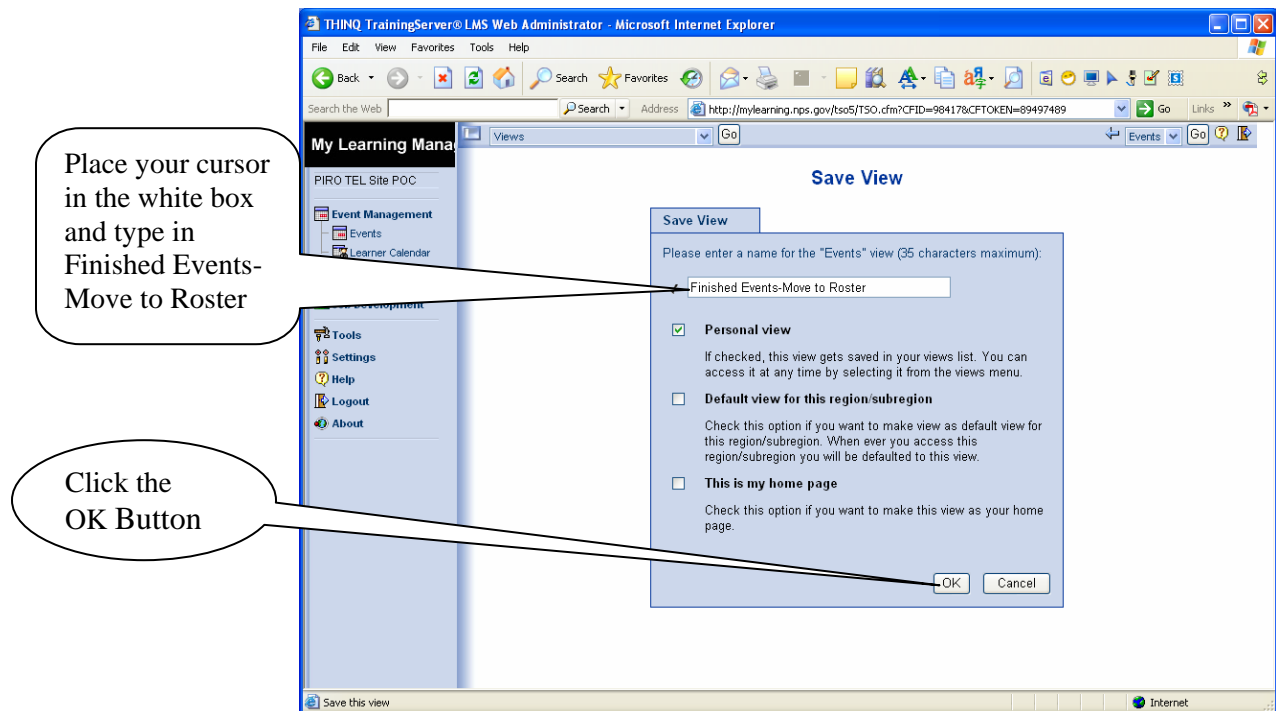 THINQ TrainingServer® LMS Web Administrator - Microsoft Internet Explorer
File Edit View Favorites Tools Help
Back Search Favorites
Search the Web Search Address http://mylearning.nps.gov/tso5/TSO.cfm?CFID=98417&CFTOKEN=89497489 Go Links »
My Learning Mana
Views Go Events Go
PIRO TEL Site POC
Event Management
Events
Learner Calendar
Tools
Settings
Help
Logout
About
Place your cursor
in the white box
and type in
Finished Events-
Move to Roster
Click the
OK Button
Save View
Save View
Please enter a name for the "Events" view (35 characters maximum):
Finished Events-Move to Roster
Personal view
If checked, this view gets saved in your views list. You can
access it at any time by selecting it from the views menu.
Default view for this region/subregion
Check this option if you want to make view as default view for
this region/subregion. When ever you access this
region/subregion you will be defaulted to this view.
This is my home page
Check this option if you want to make this view as your home
page.
OK Cancel
Save this view Internet